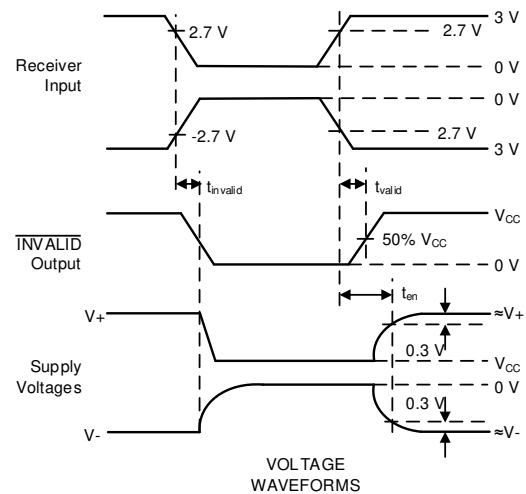 3 V
2.7 V
2.7 V
Receiver
Input
0 V
0 V
-2.7 V
2.7 V
3 V
tinvalid
tvalid
INVALID
Output
VCC
50% VCC
0 V
ten
V+
≈V+
0.3 V
Supply
Voltages
VCC
0 V
0.3 V
V-
≈V-
VOLTAGE
WAVEFORMS